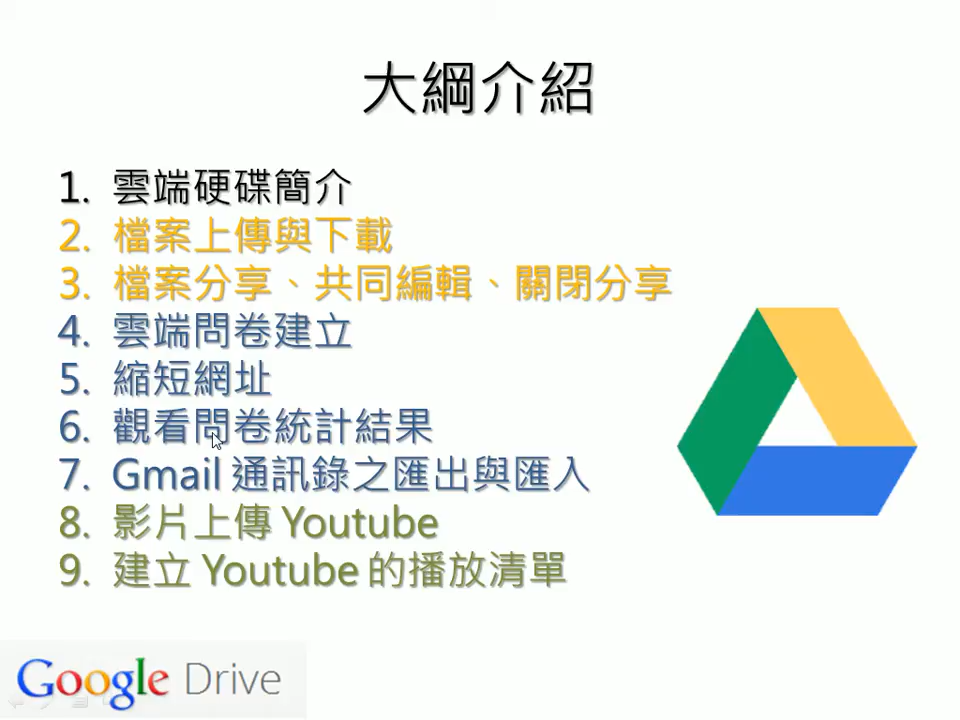 大綱介紹
1. 雲端硬碟簡介
2. 檔案上傳與下載
3. 檔案分享、共同編輯、關閉分享
4. 雲端問卷建立
5. 縮短網址
6. 觀看問卷統計結果
7. Gmail 通訊錄之匯出與匯入
8. 影片上傳 Youtube
9. 建立 Youtube 的播放清單
Google Drive